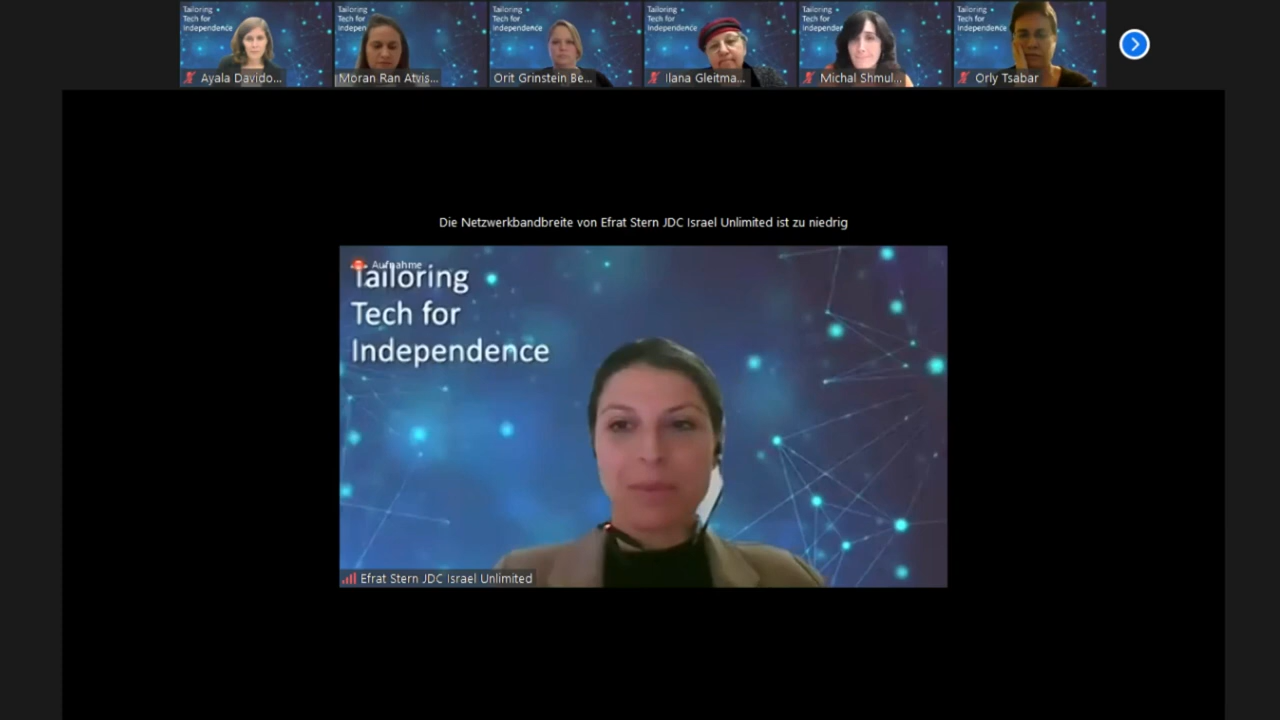 Tailoring
Tech for
Independence
Ayala Davido...
Tailoring
Tech for
Indepen
Moran Ran Atvis...
Tailoring
Tech for
Independence
Orit Grinstein Be...
Tailoring
Tech for
Independence
Ilana Gleitma...
Tailoring
Tech for
Independence
Michal Shmul...
Tailoring
Tech for
Independence
Orly Tsabar
Die Netzwerkbandbreite von Efrat Stern JDC Israel Unlimited ist zu niedrig
Aufnahme
Tailoring
Tech for
Independence
Efrat Stern JDC Israel Unlimited